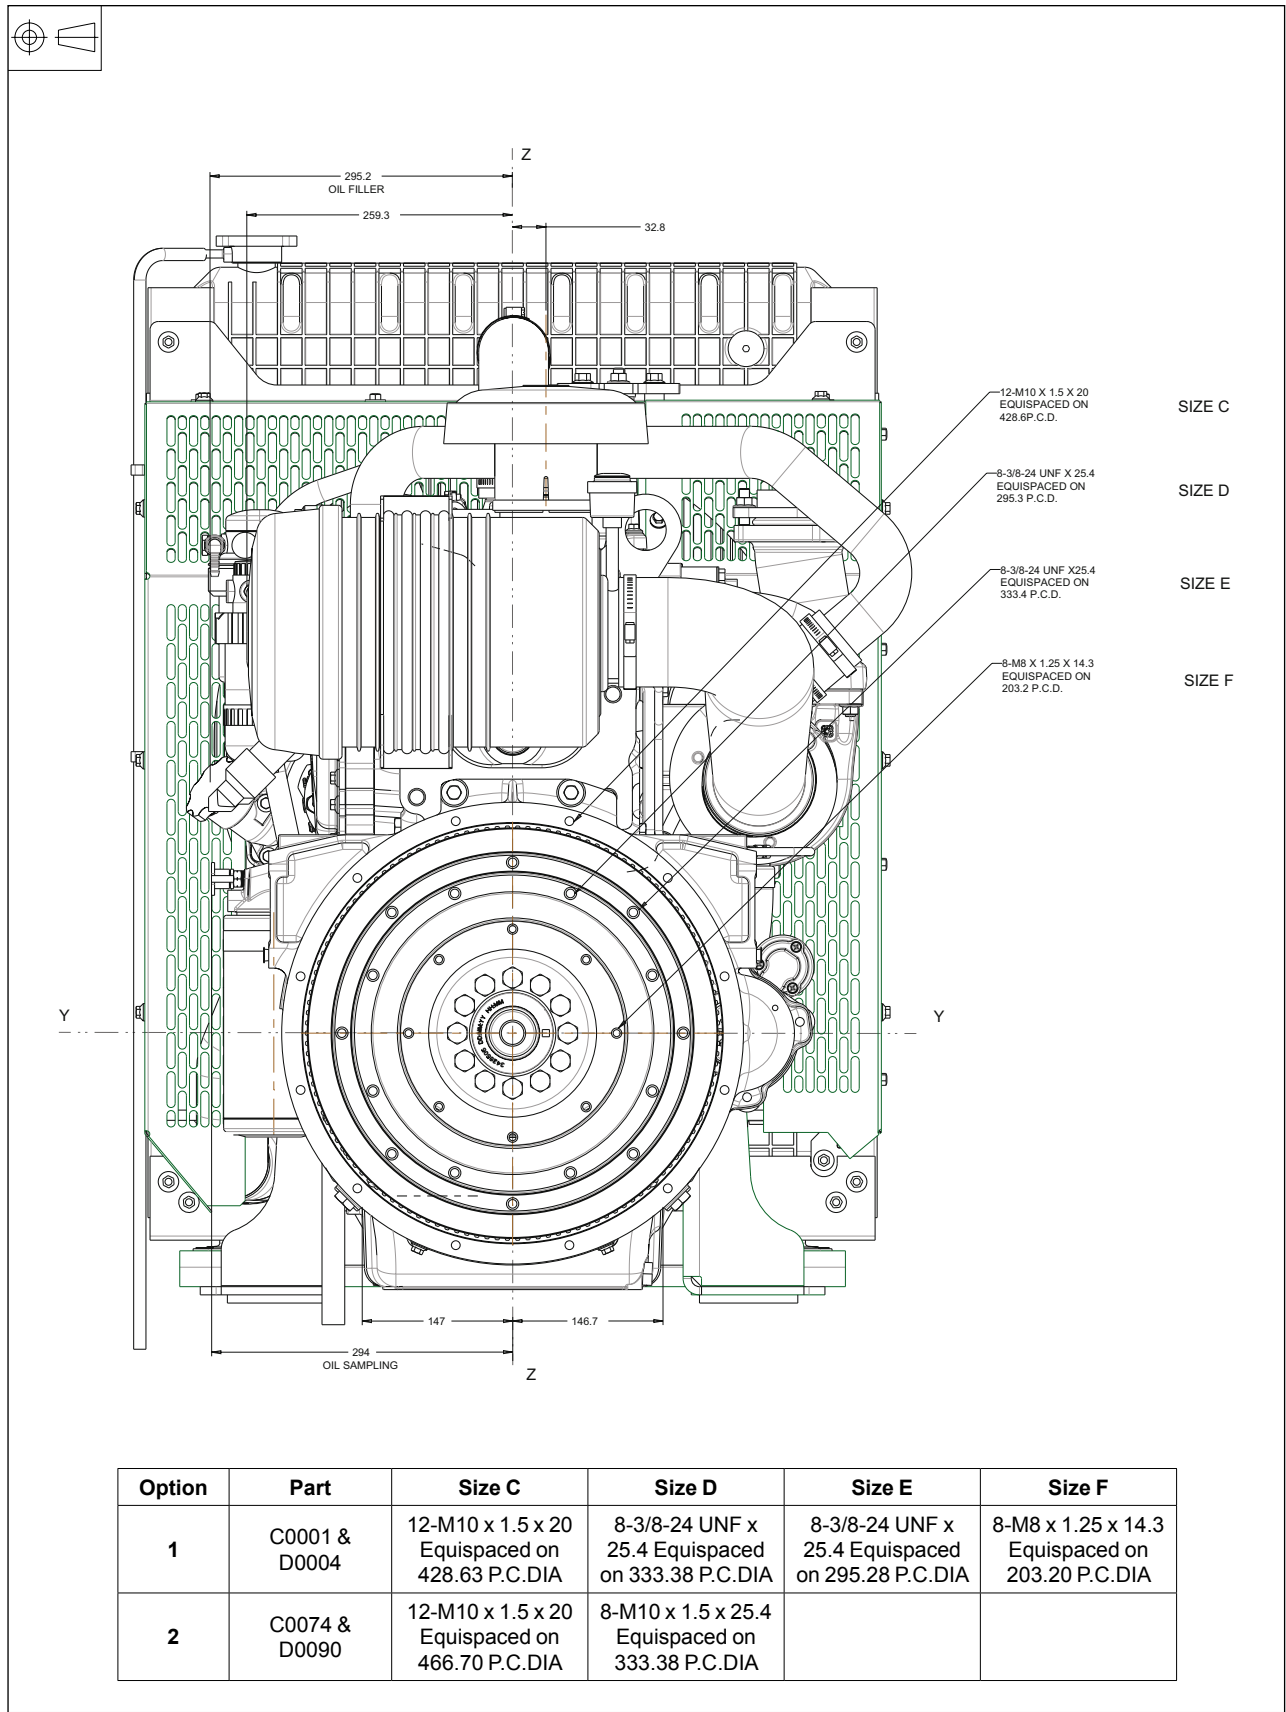 Z
295.2
OIL FILLER
259.3
32.8
12-M10 X 1.5 X 20
EQUISPACED ON
428.6P.C.D.
SIZE C
8-3/8-24 UNF X 25.4
EQUISPACED ON
295.3 P.C.D.
SIZE D
8-3/8-24 UNF X25.4
EQUISPACED ON
333.4 P.C.D.
SIZE E
8-M8 X 1.25 X 14.3
EQUISPACED ON
203.2 P.C.D.
SIZE F
Y
Y
147
146.7
294
OIL SAMPLING
Z
Option Part Size C Size D Size E Size F
1
C0001 &
D0004
12-M10 x 1.5 x 20
Equispaced on
428.63 P.C.DIA
8-3/8-24 UNF x
25.4 Equispaced
on 333.38 P.C.DIA
8-3/8-24 UNF x
25.4 Equispaced
on 295.28 P.C.DIA
8-M8 x 1.25 x 14.3
Equispaced on
203.20 P.C.DIA
2
C0074 &
D0090
12-M10 x 1.5 x 20
Equispaced on
466.70 P.C.DIA
8-M10 x 1.5 x 25.4
Equispaced on
333.38 P.C.DIA